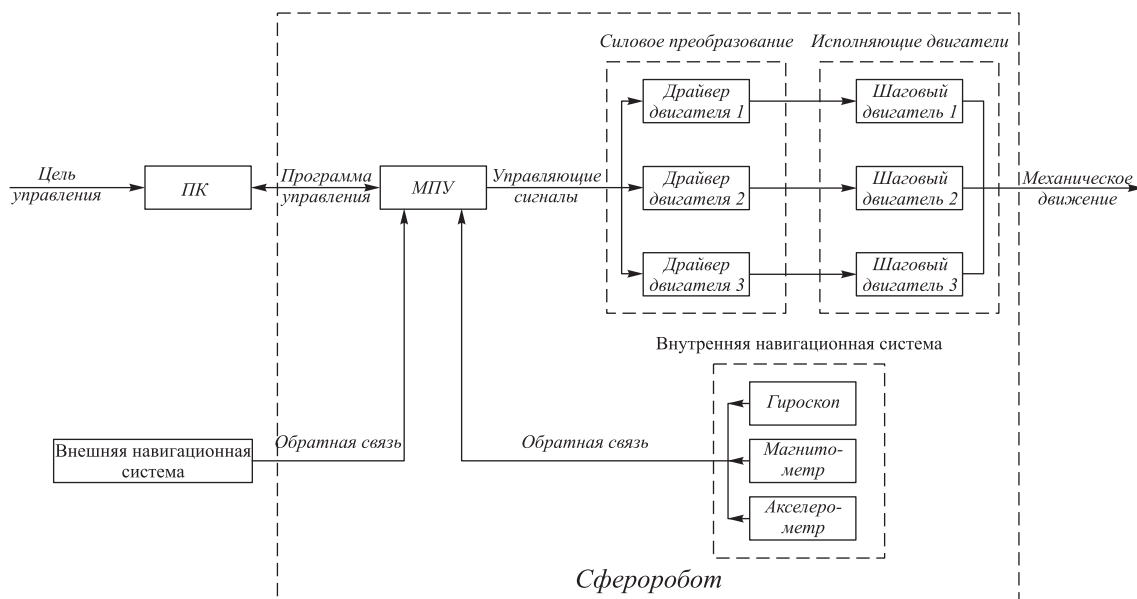 Силовое преобразование
Исполняющие двигатели
Драйвер
двигателя 1
Шаговый
двигатель 1
Цель
управления
ПК
Программа
управления
МПУ
Управляющие
сигналы
Драйвер
двигателя 2
Шаговый
двигатель 2
Механическое
движение
Драйвер
двигателя 3
Шаговый
двигатель 3
Внутренняя навигационная система
Гироскоп
Внешняя навигационная
система
Обратная связь
Обратная связь
Магнито-
метр
Акселеро-
метр
Сфероробот